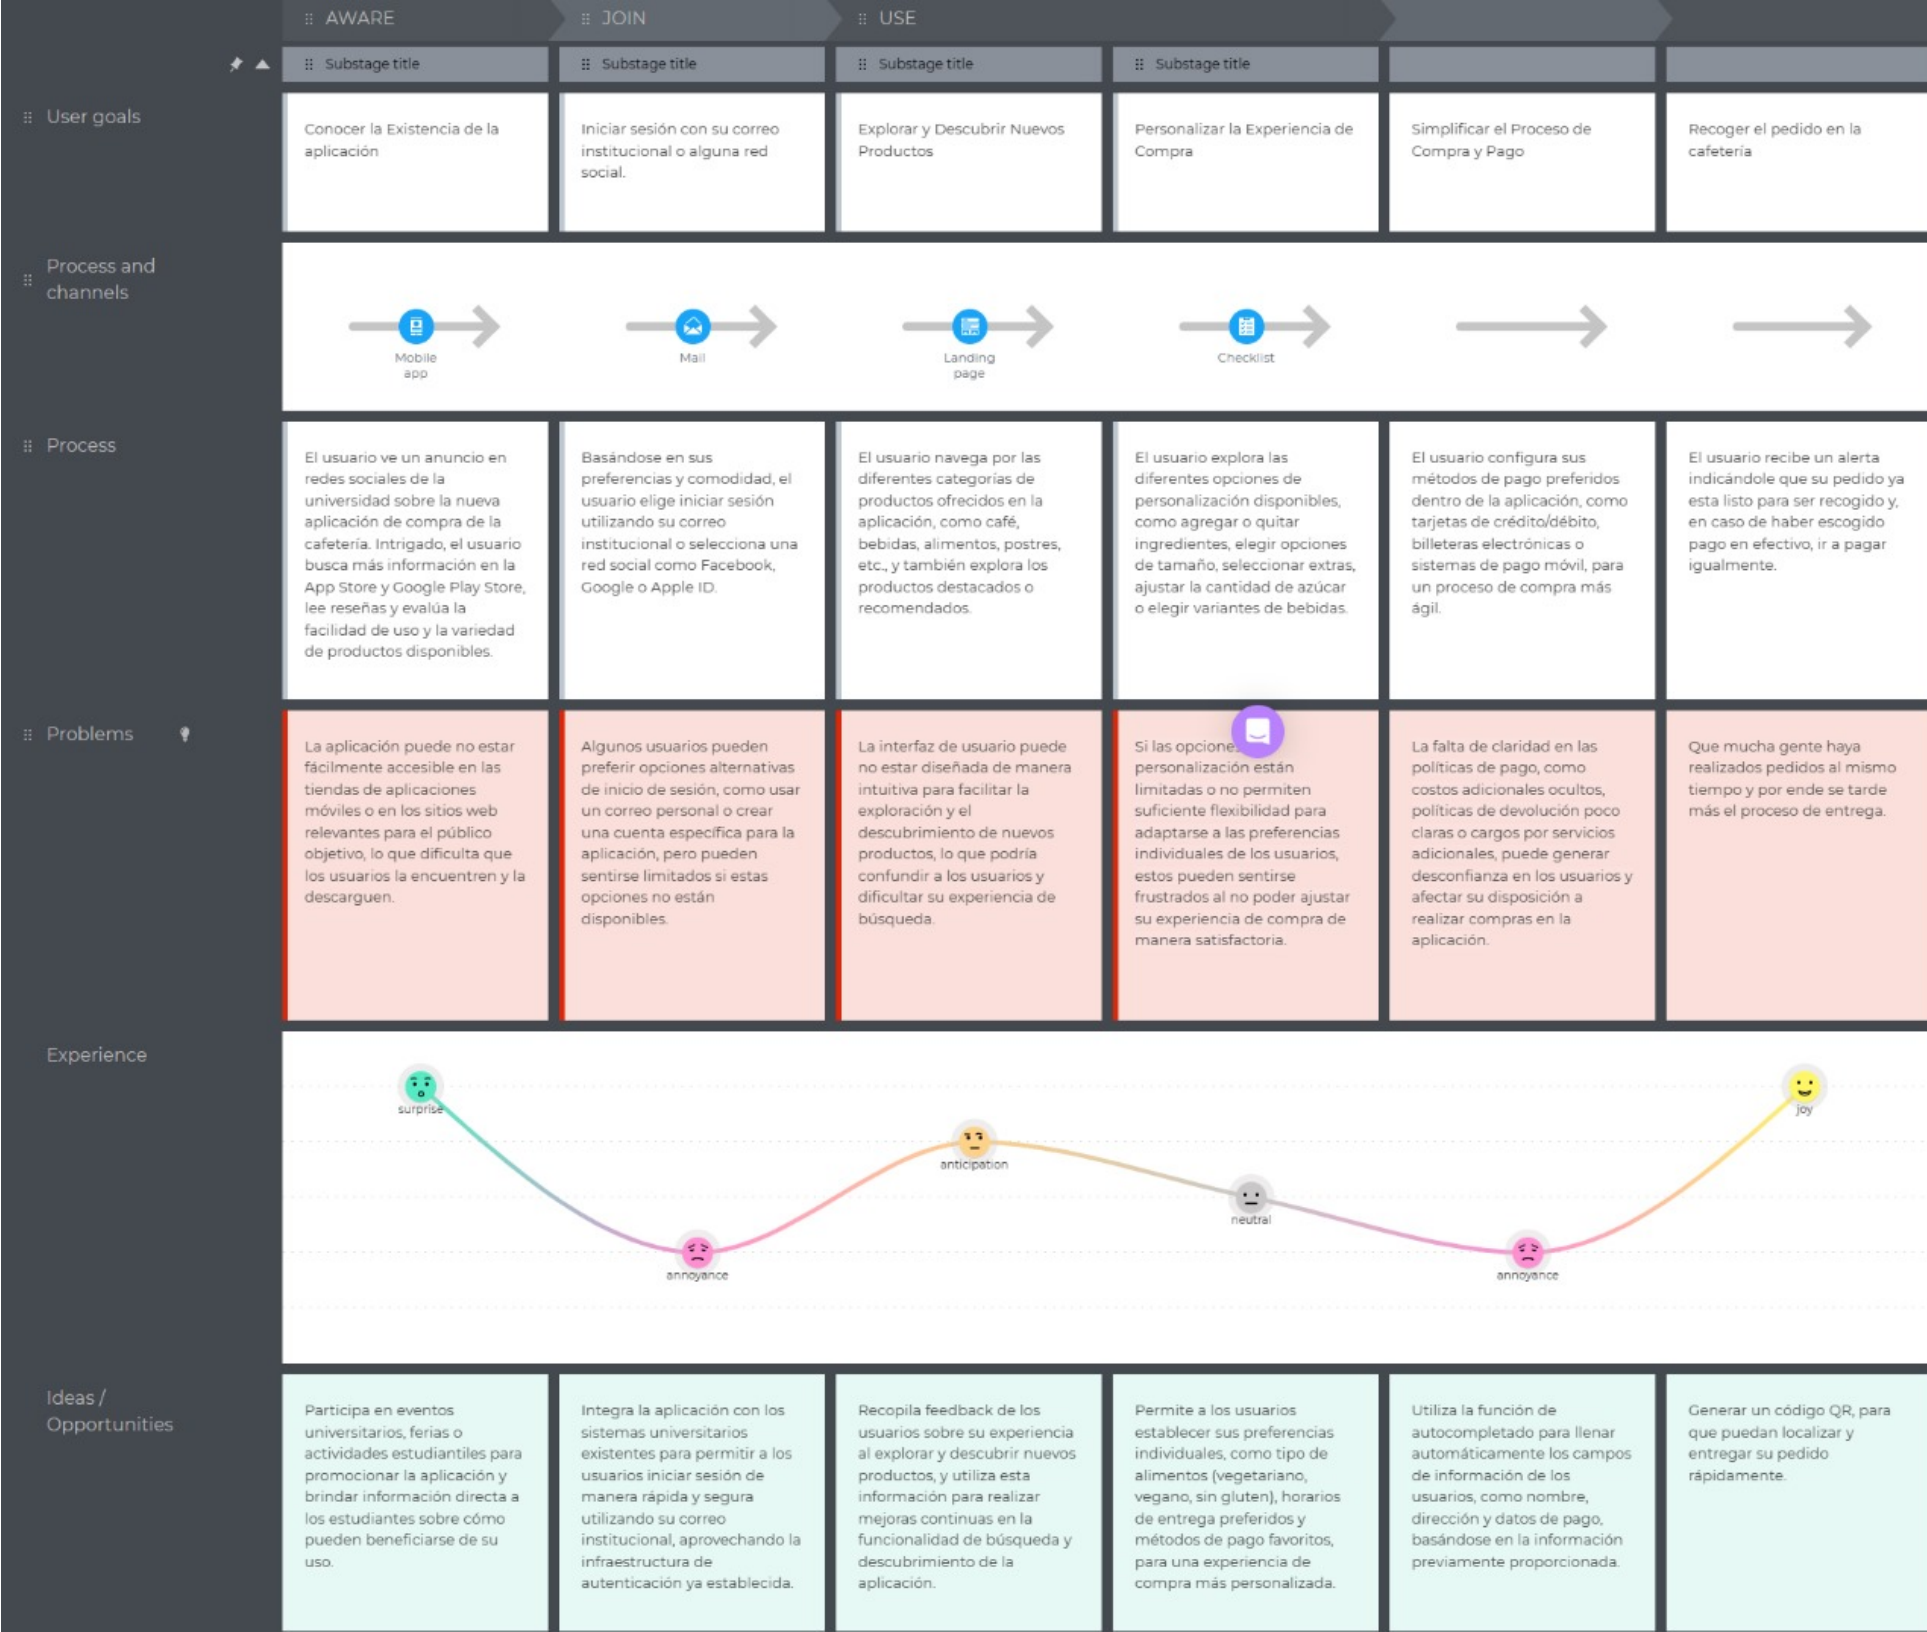 AWARE
JOIN
USE
Substage title
Substage title
Substage title
Substage title
User goals
Conocer la Existencia de la
aplicación
Iniciar sesión con su correo
institucional o alguna red
social.
Explorar y Descubrir Nuevos
Productos
Personalizar la Experiencia de
Compra
Simplificar el Proceso de
Compra y Pago
Recoger el pedido en la
cafetería
Process and
channels
Mobile
app
Mail
Landing
page
Checklist
Process
El usuario ve un anuncio en
redes sociales de la
universidad sobre la nueva
aplicación de compra de la
cafetería. Intrigado, el usuario
busca más información en la
App Store y Google Play Store,
lee reseñas y evalúa la
facilidad de uso y la variedad
de productos disponibles.
Basándose en sus
preferencias y comodidad, el
usuario elige iniciar sesión
utilizando su correo
institucional o selecciona una
red social como Facebook,
Google o Apple ID.
El usuario navega por las
diferentes categorías de
productos ofrecidos en la
aplicación, como café,
bebidas, alimentos, postres,
etc., y también explora los
productos destacados o
recomendados.
El usuario explora las
diferentes opciones de
personalización disponibles,
como agregar o quitar
ingredientes, elegir opciones
de tamaño, seleccionar extras,
ajustar la cantidad de azúcar
o elegir variantes de bebidas.
El usuario configura sus
métodos de pago preferidos
dentro de la aplicación, como
tarjetas de crédito/débito,
billeteras electrónicas o
sistemas de pago móvil, para
un proceso de compra más
ágil.
El usuario recibe un alerta
indicándole que su pedido ya
esta listo para ser recogido y,
en caso de haber escogido
pago en efectivo, ir a pagar
igualmente.
Problems
La aplicación puede no estar
fácilmente accesible en las
tiendas de aplicaciones
móviles o en los sitios web
relevantes para el público
objetivo, lo que dificulta que
los usuarios la encuentren y la
descarguen.
Algunos usuarios pueden
preferir opciones alternativas
de inicio de sesión, como usar
un correo personal o crear
una cuenta específica para la
aplicación, pero pueden
sentirse limitados si estas
opciones no están
disponibles.
La interfaz de usuario puede
no estar diseñada de manera
intuitiva para facilitar la
exploración y el
descubrimiento de nuevos
productos, lo que podría
confundir a los usuarios y
dificultar su experiencia de
búsqueda.
Si las opcione
personalización están
limitadas o no permiten
suficiente flexibilidad para
adaptarse a las preferencias
individuales de los usuarios,
estos pueden sentirse
frustrados al no poder ajustar
su experiencia de compra de
manera satisfactoria.
La falta de claridad en las
políticas de pago, como
costos adicionales ocultos,
políticas de devolución poco
claras o cargos por servicios
adicionales, puede generar
desconfianza en los usuarios y
afectar su disposición a
realizar compras en la
aplicación.
Que mucha gente haya
realizados pedidos al mismo
tiempo y por ende se tarde
más el proceso de entrega.
Experience
surprise
annoyance
anticipation
neutral
annoyance
joy
Ideas /
Opportunities
Participa en eventos
universitarios, ferias o
actividades estudiantiles para
promocionar la aplicación y
brindar información directa a
los estudiantes sobre cómo
pueden beneficiarse de su
uso.
Integra la aplicación con los
sistemas universitarios
existentes para permitir a los
usuarios iniciar sesión de
manera rápida y segura
utilizando su correo
institucional, aprovechando la
infraestructura de
autenticación ya establecida.
Recopila feedback de los
usuarios sobre su experiencia
al explorar y descubrir nuevos
productos, y utiliza esta
información para realizar
mejoras continuas en la
funcionalidad de búsqueda y
descubrimiento de la
aplicación.
Permite a los usuarios
establecer sus preferencias
individuales, como tipo de
alimentos (vegetariano,
vegano, sin gluten), horarios
de entrega preferidos y
métodos de pago favoritos,
para una experiencia de
compra más personalizada.
Utiliza la función de
autocompletado para llenar
automáticamente los campos
de información de los
usuarios, como nombre,
dirección y datos de pago,
basándose en la información
previamente proporcionada.
Generar un código QR, para
que puedan localizar y
entregar su pedido
rápidamente.